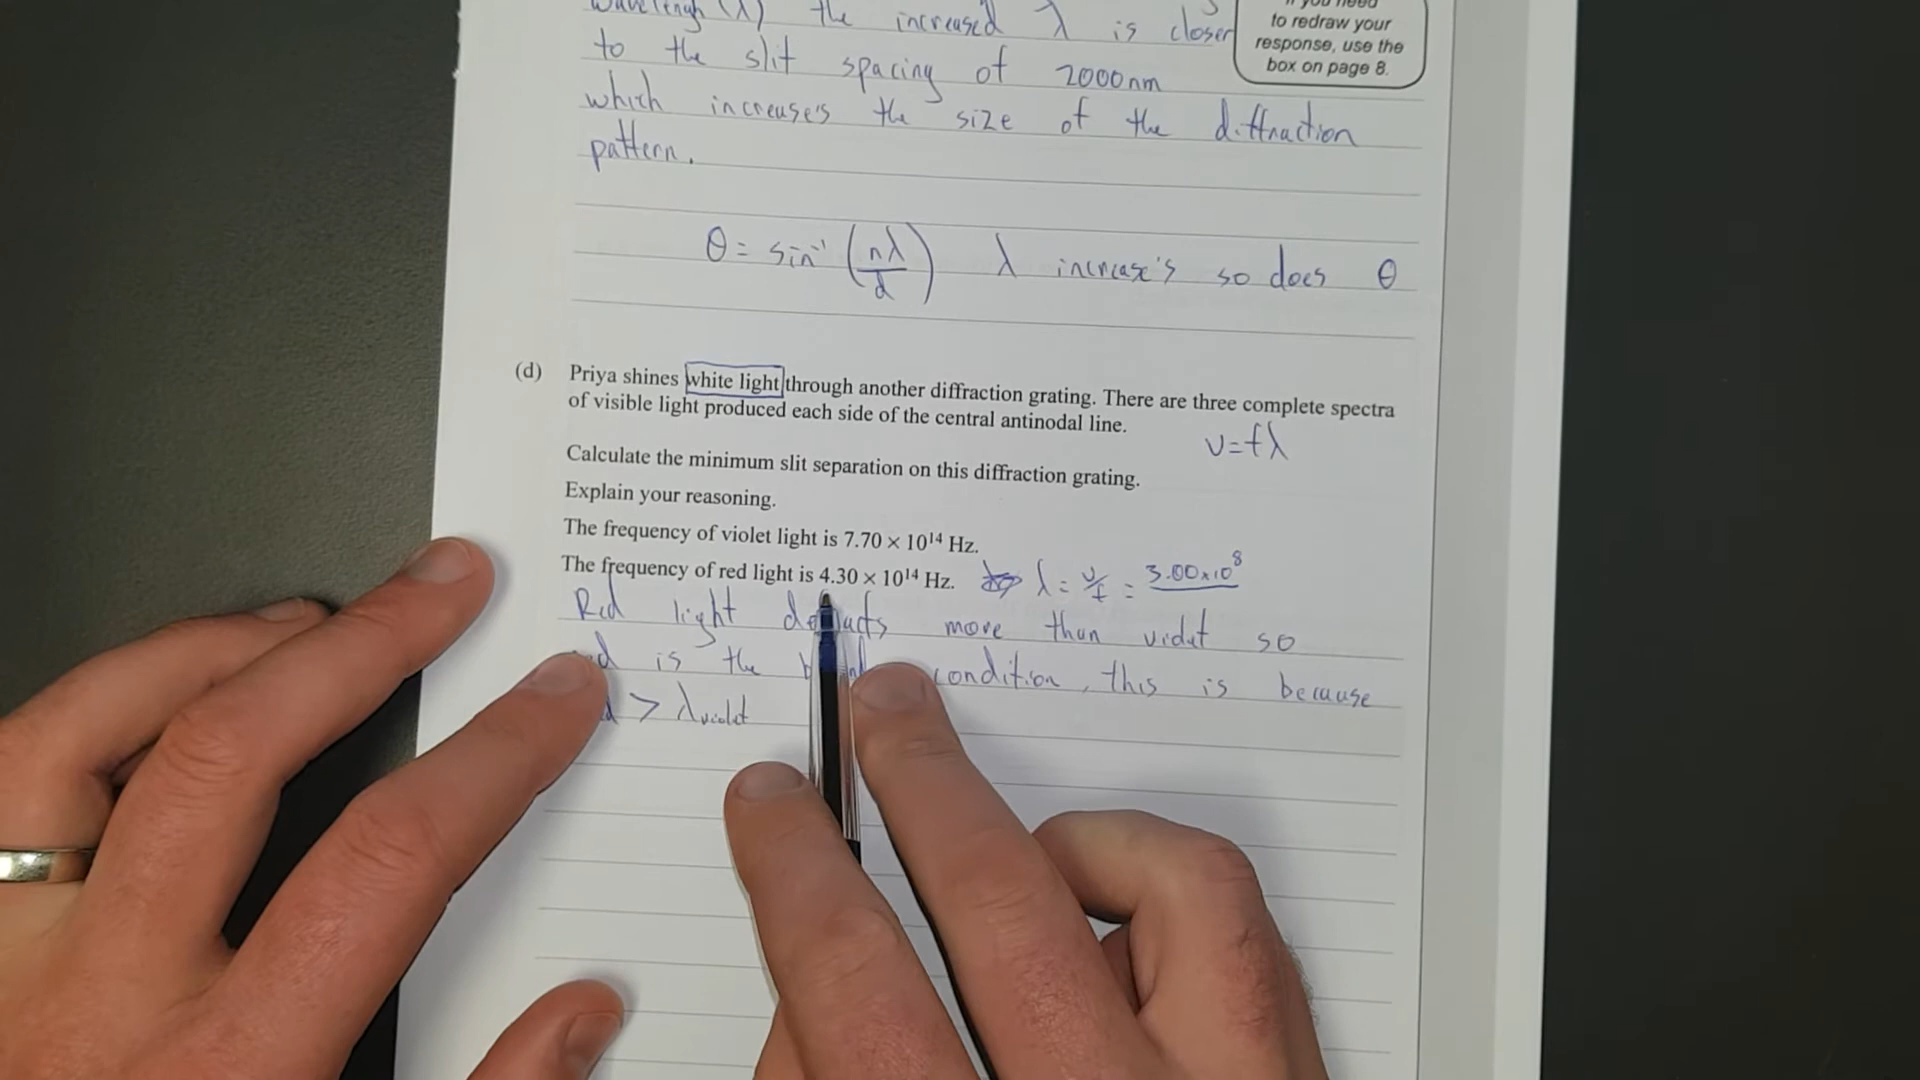 wavelength (λ) the increased λ is closer
to the slit spacing of 2000nm
which increase's the size of the diffraction
pattern.
to redraw your
response, use the
box on page 8.
θ = sin⁻¹ (nλ/d) λ increase's so does θ
(d) Priya shines white light through another diffraction grating. There are three complete spectra
of visible light produced each side of the central antinodal line.
v=fλ
Calculate the minimum slit separation on this diffraction grating.
Explain your reasoning.
The frequency of violet light is 7.70 × 10¹⁴ Hz.
The frequency of red light is 4.30 × 10¹⁴ Hz. λ = v/f = 3.00×10⁸
Red light more than violet so
is the condition, this is because
> λviolet